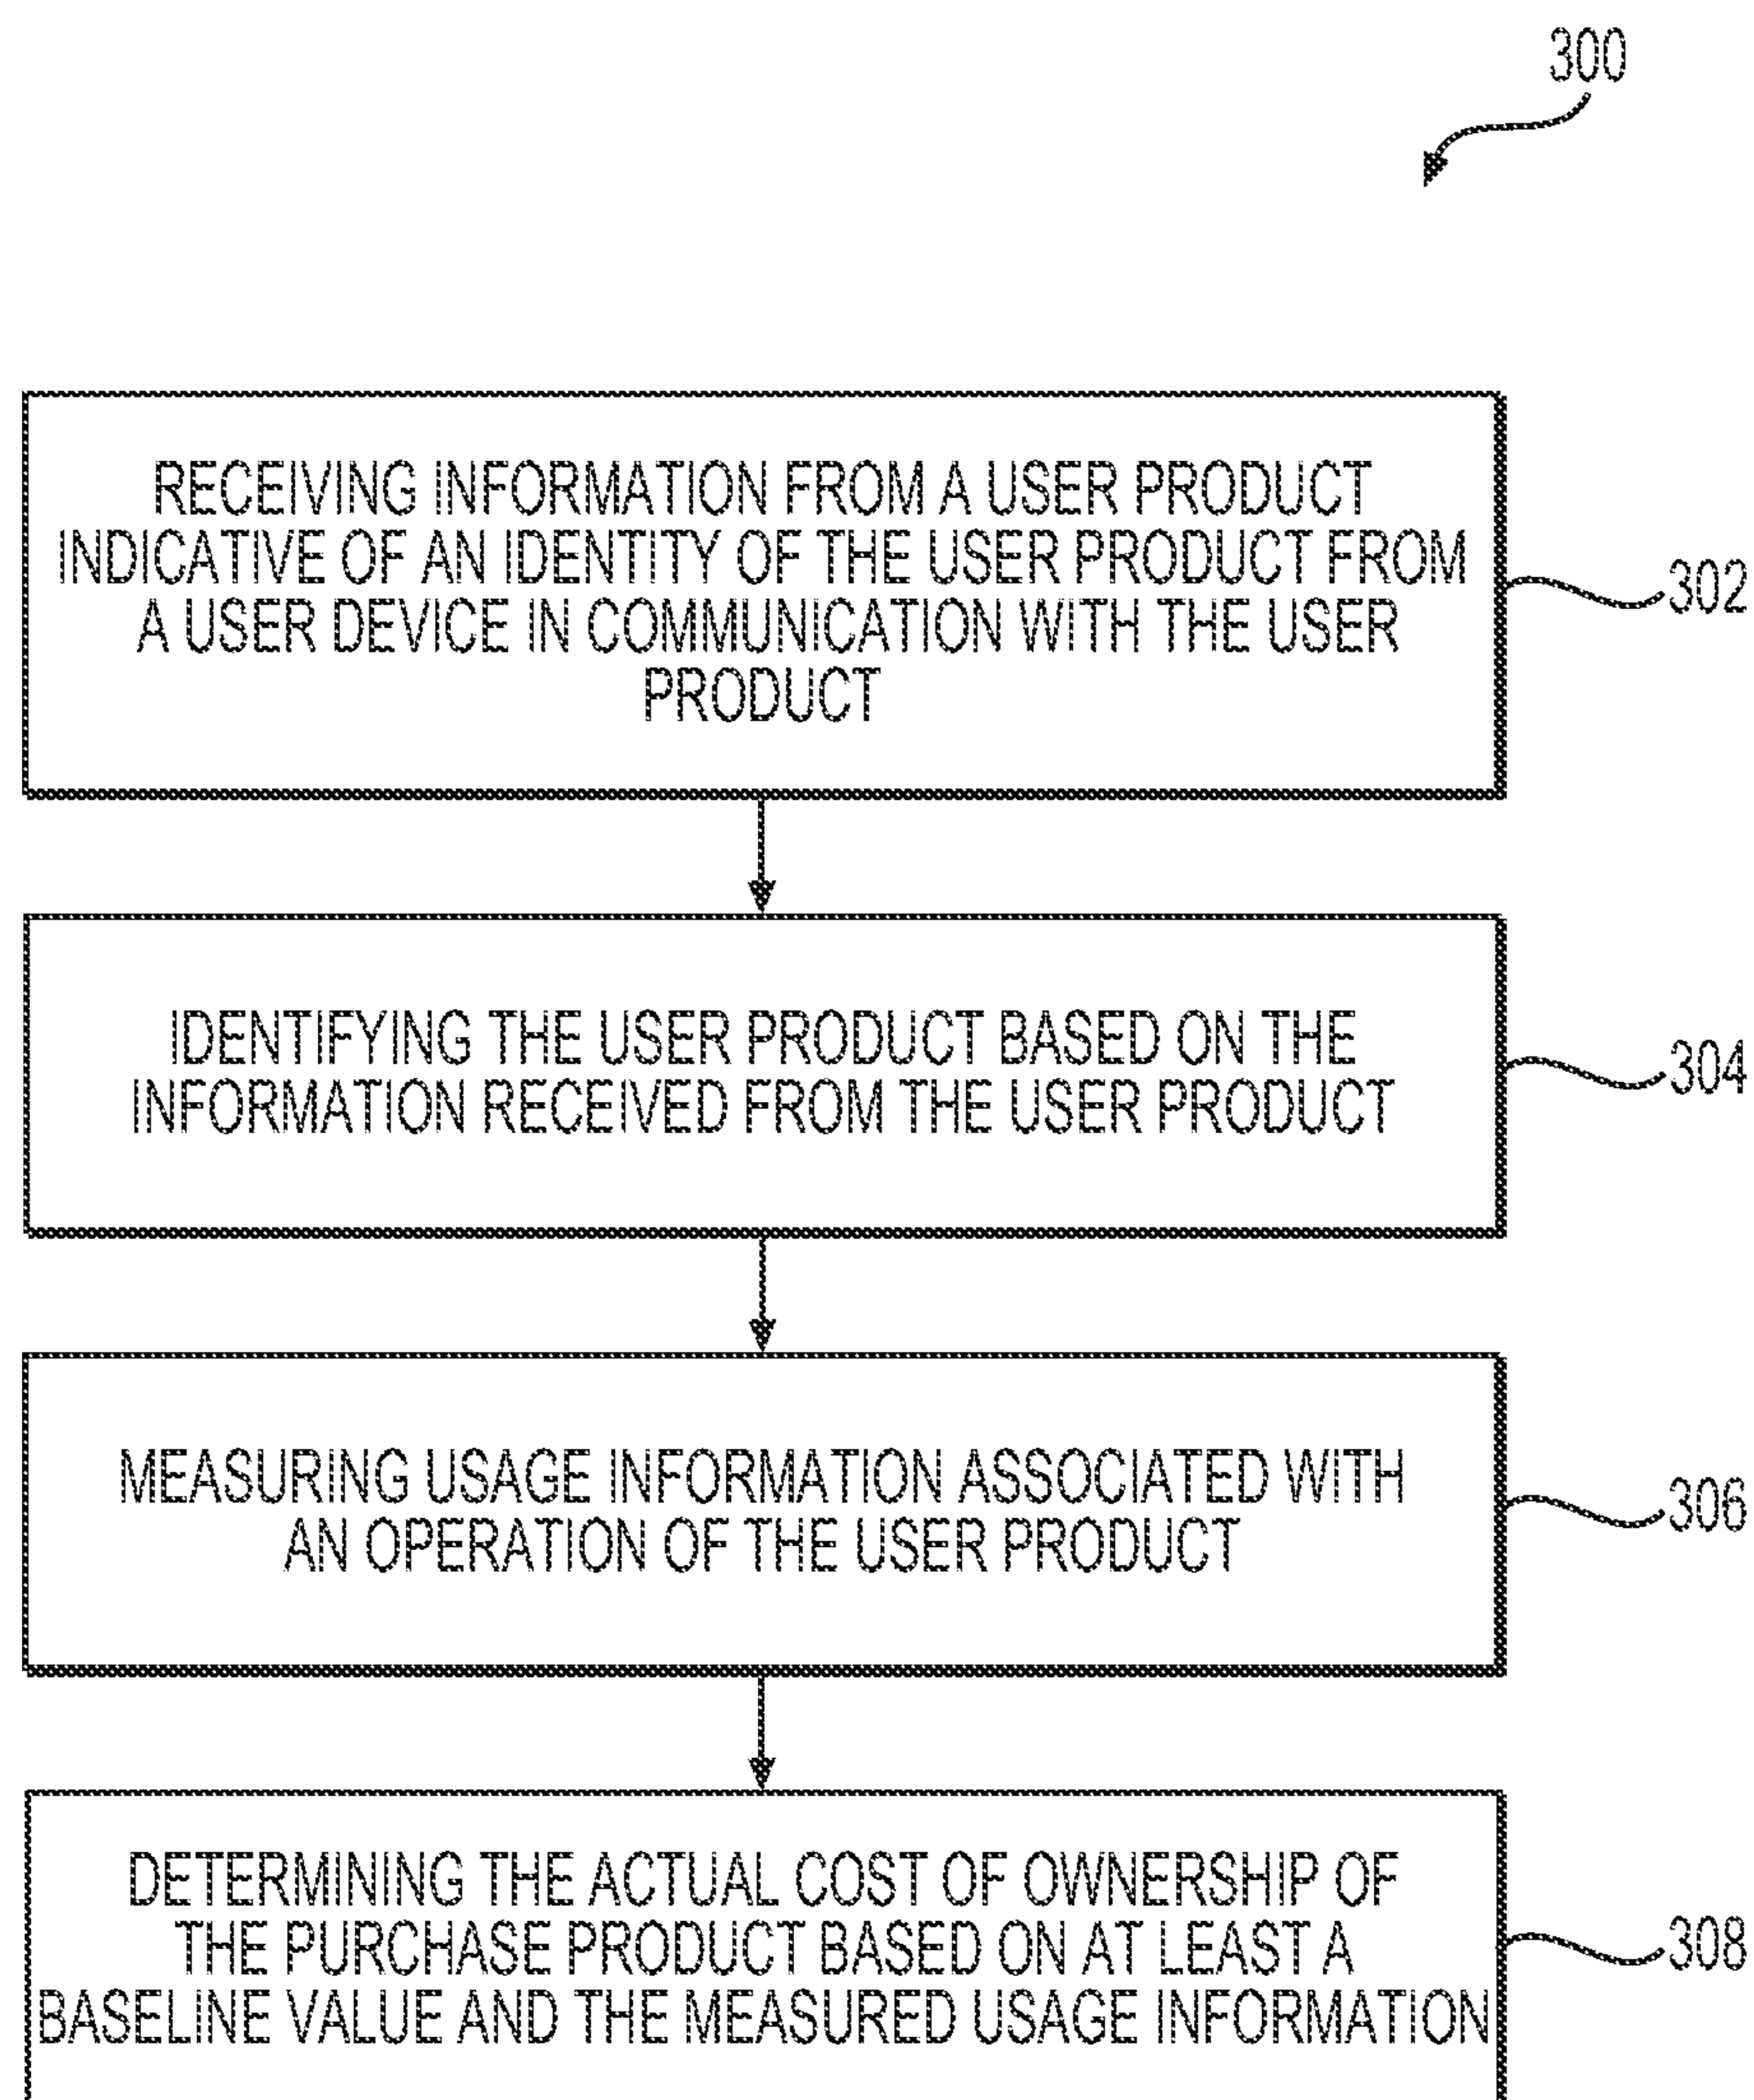 300
RECEIVING INFORMATION FROM A USER PRODUCT
INDICATIVE OF AN IDENTITY OF THE USER PRODUCT FROM
A USER DEVICE IN COMMUNICATION WITH THE USER
PRODUCT
302
IDENTIFYING THE USER PRODUCT BASED ON THE
INFORMATION RECEIVED FROM THE USER PRODUCT
304
MEASURING USAGE INFORMATION ASSOCIATED WITH
AN OPERATION OF THE USER PRODUCT
306
DETERMINING THE ACTUAL COST OF OWNERSHIP OF
THE PURCHASE PRODUCT BASED ON AT LEAST A
BASELINE VALUE AND THE MEASURED USAGE INFORMATION
308